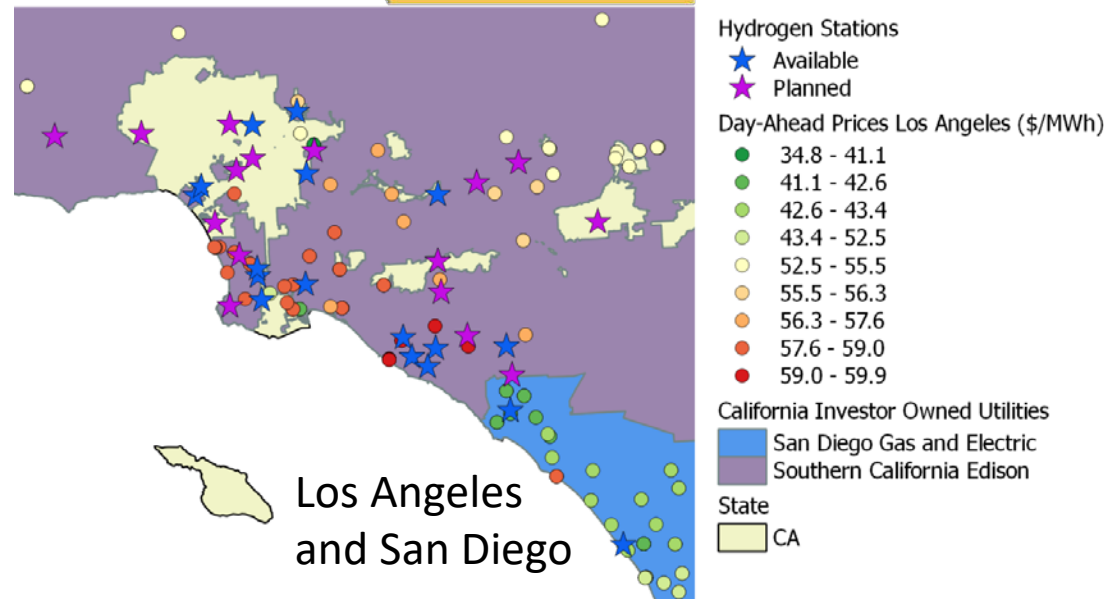 Hydrogen Stations
Available
Planned
Day-Ahead Prices Los Angeles ($/MWh)
34.8 - 41.1
41.1 - 42.6
42.6 - 43.4
43.4 - 52.5
52.5 - 55.5
55.5 - 56.3
56.3 - 57.6
57.6 - 59.0
59.0 - 59.9
California Investor Owned Utilities
San Diego Gas and Electric
Southern California Edison
State
CA
Los Angeles
and San Diego